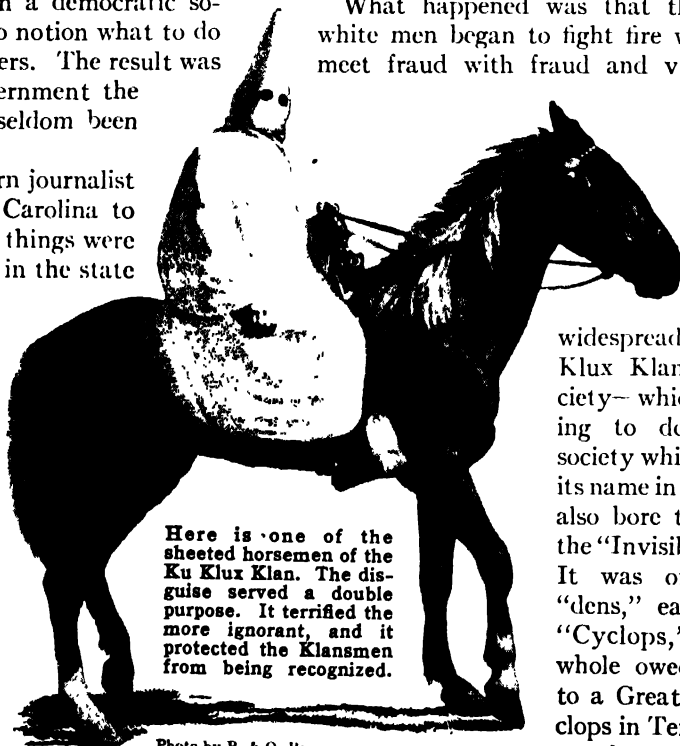 a democratic so-
notion what to do
ers. The result was
ernment the
seldom been
rn journalist
Carolina to
things were
in the state
What happened was that
white men began to fight fire
meet fraud with fraud and v
widespread
Klux Klan
ciety— whi
ing to de
society whi
its name in
also bore t
the "Invisib
It was o
"dens," ea
"Cyclops,"
whole owe
to a Great
clops in Te
Here is one of the
sheeted horsemen of the
Ku Klux Klan. The dis-
guise served a double
purpose. It terrified the
more ignorant, and it
protected the Klansmen
from being recognized.
Photo by